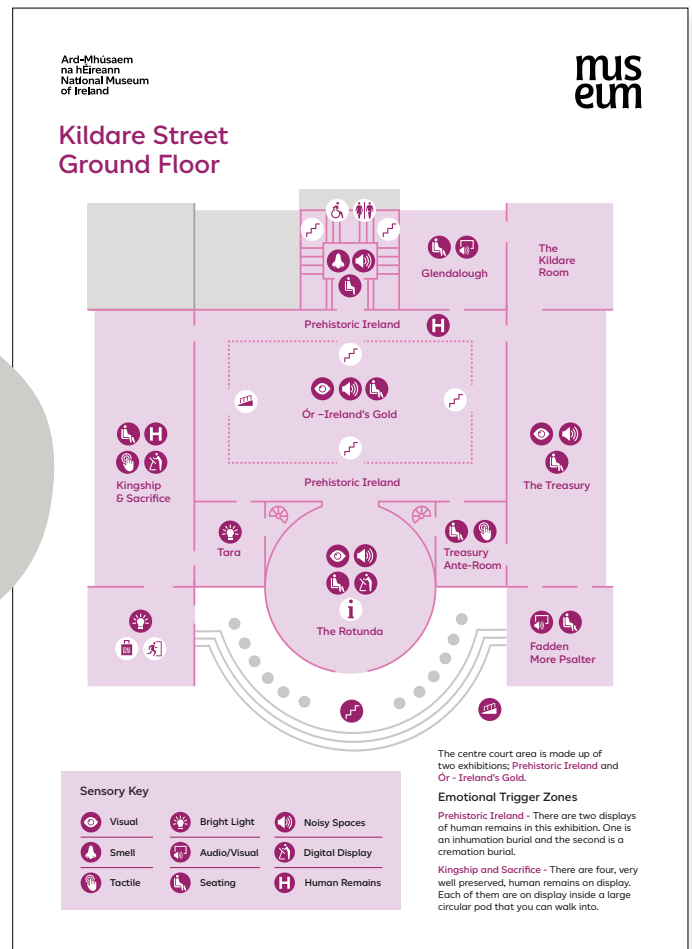 Ard-Mhúsaem
na hÉireann
National Museum
of Ireland
mus
eum
Kildare Street
Ground Floor
Glendalough
The
Kildare
Room
Prehistoric Ireland
H
Ór –Ireland's Gold
H
Kingship
& Sacrifice
The Treasury
Prehistoric Ireland
Tara
Treasury
Ante-Room
i
The Rotunda
Fadden
More Psalter
The centre court area is made up of
two exhibitions; Prehistoric Ireland and
Ór - Ireland's Gold.
Emotional Trigger Zones
Prehistoric Ireland - There are two displays
of human remains in this exhibition. One is
an inhumation burial and the second is a
cremation burial.
Kingship and Sacrifice - There are four, very
well preserved, human remains on display.
Each of them are on display inside a large
circular pod that you can walk into.
Sensory Key
Visual
Bright Light
Noisy Spaces
Smell
Audio/Visual
Digital Display
Tactile
Seating
H Human Remains